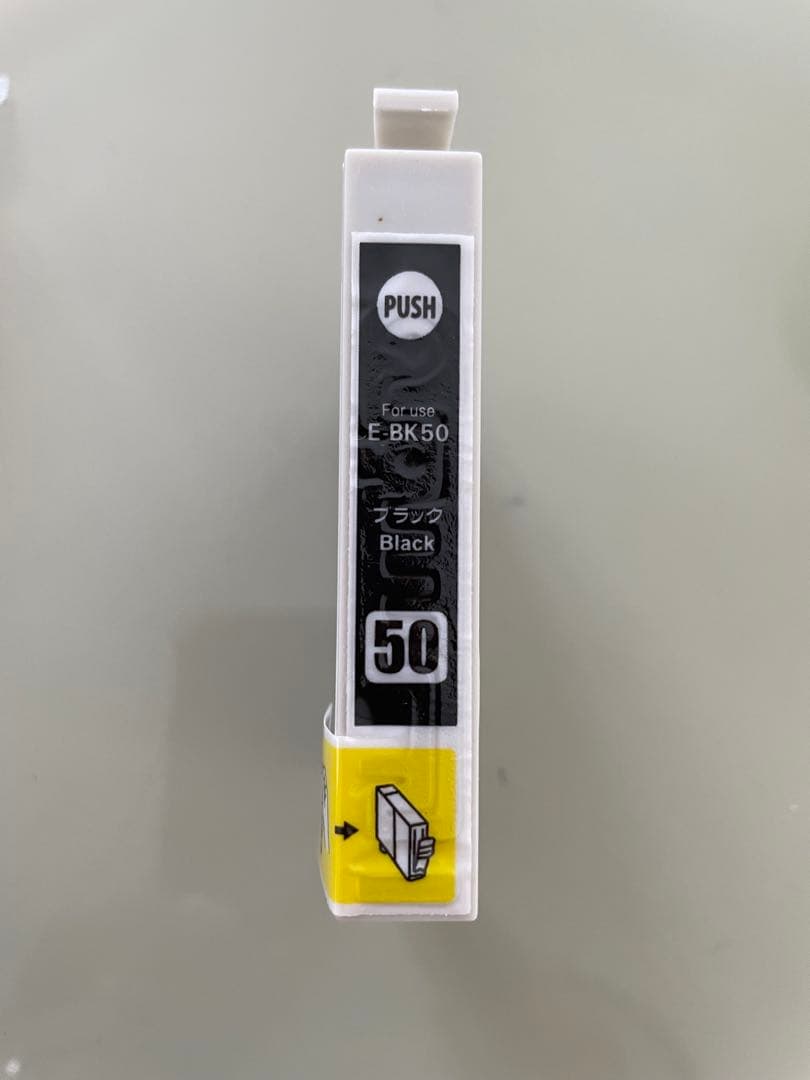 PUSH
For use
E-BK50
ブラック
Black
50